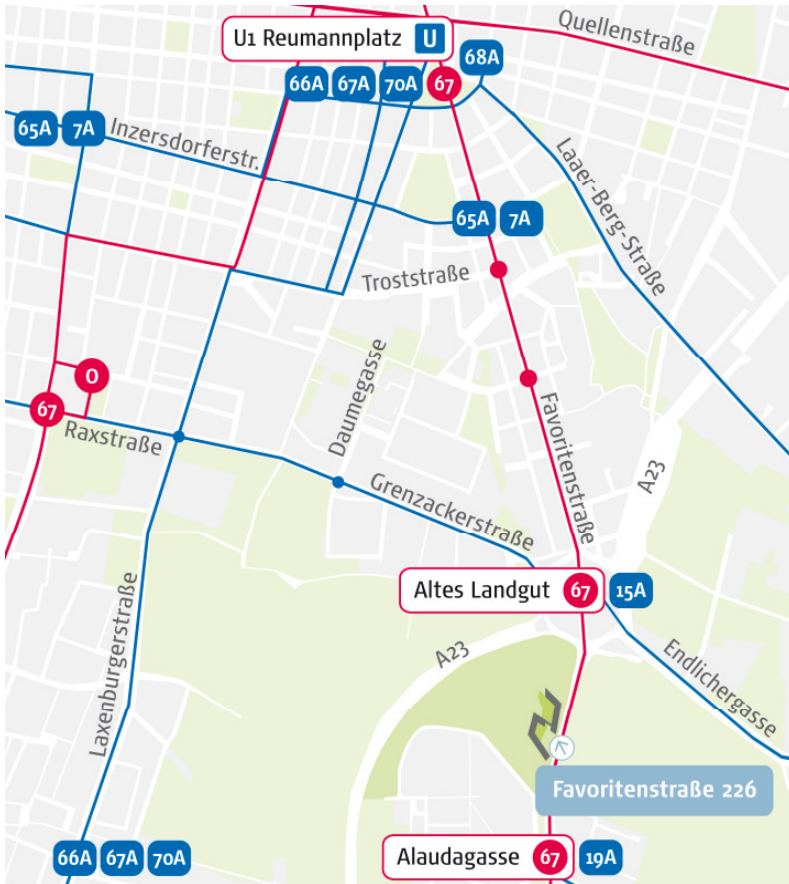 Quellenstraße
U1 Reumannplatz U
68A
66A 67A 70A 67
65A 7A
Inzersdorferstr.
Laaer-Berg-Straße
65A 7A
Troststraße
O
67
Daumegasse
Favoritenstraße
Raxstraße
A23
Grenzackerstraße
Altes Landgut 67 15A
Laxenburgerstraße
A23
Endlichergasse
Favoritenstraße 226
66A 67A 70A
Alaudagasse 67 19A